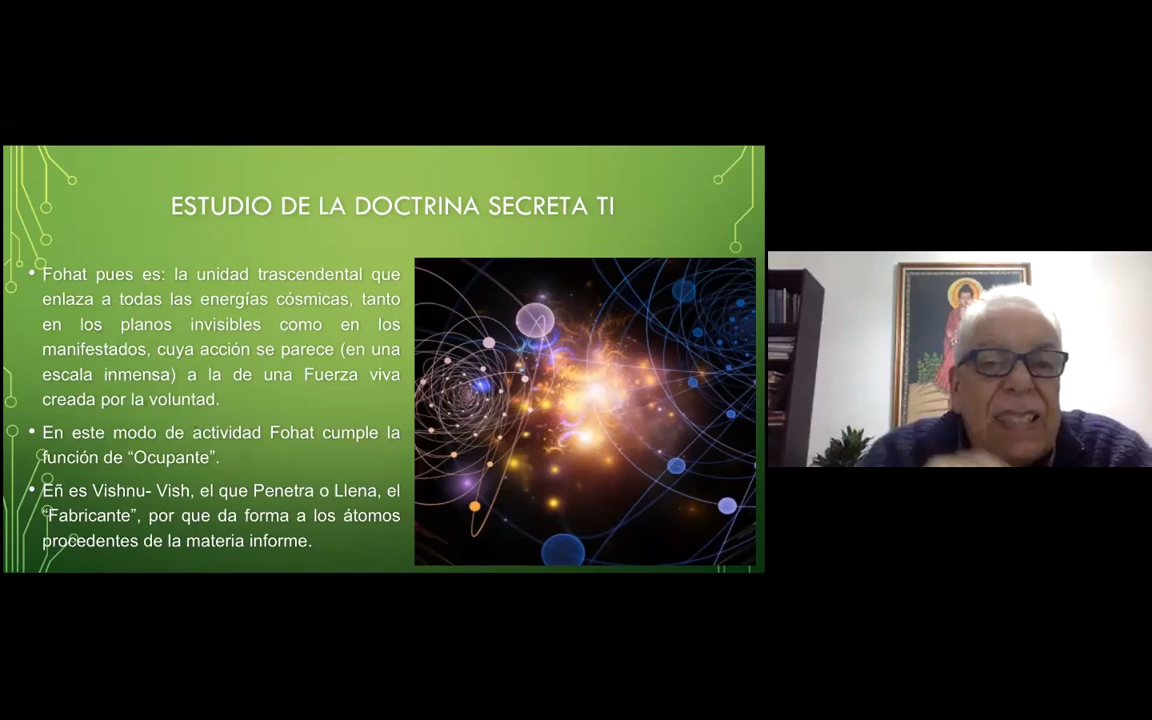 ESTUDIO DE LA DOCTRINA SECRETA TI
• Fohat pues es: la unidad trascendental que
enlaza a todas las energías cósmicas, tanto
en los planos invisibles como en los
manifestados, cuya acción se parece (en una
escala inmensa) a la de una Fuerza viva
creada por la voluntad.
• En este modo de actividad Fohat cumple la
función de “Ocupante”.
• Eñ es Vishnu- Vish, el que Penetra o Llena, el
“Fabricante”, por que da forma a los átomos
procedentes de la materia informe.